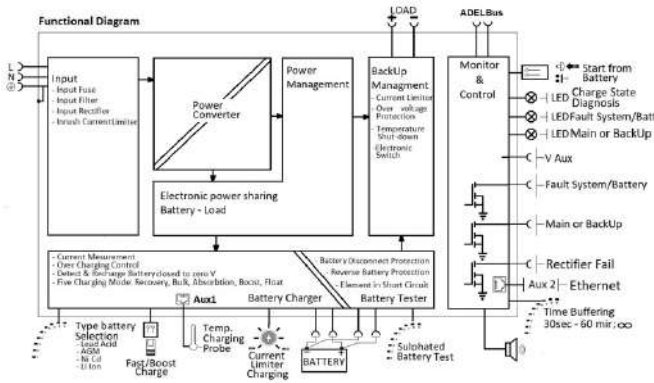 Functional Diagram
LOAD
ADELBus
L
N
Input
- Input Fuse
- Input Filter
- Input Rectifier
- Inrush Current Limiter
Power
Converter
Power
Management
BackUp
Managment
- Current Limiter
- Over voltage
Protection
- Temperature
Shut-down
-Electronic
Switch
Monitor
&
Control
Start from
Battery
LED Charge State
Diagnosis
LED Fault System/Batt
LED Main or BackUp
V Aux
Fault System/Battery
Main or BackUp
Rectifier Fail
Aux 2
Ethernet
Time Buffering
30sec - 60 min; ∞
Electronic power sharing
Battery - Load
- Current Mesurement
- Over Charging Control
- Detect & Recharge Battery closed to zero V
- Five Charging Mode: Recovery, Bulk, Absorbtion, Boost, Float
Aux1
Battery Charger
- Battery Disconnect Protection
- Reverse Battery Protection
- Element in Short Circuit
Battery Tester
Type battery
Selection
- Lead Acid
- AGM
- Ni Cd
- Li Ion
Fast/Boost
Charge
Temp.
Charging
Probe
Current
Limiter
Charging
BATTERY
Sulphated
Battery Test